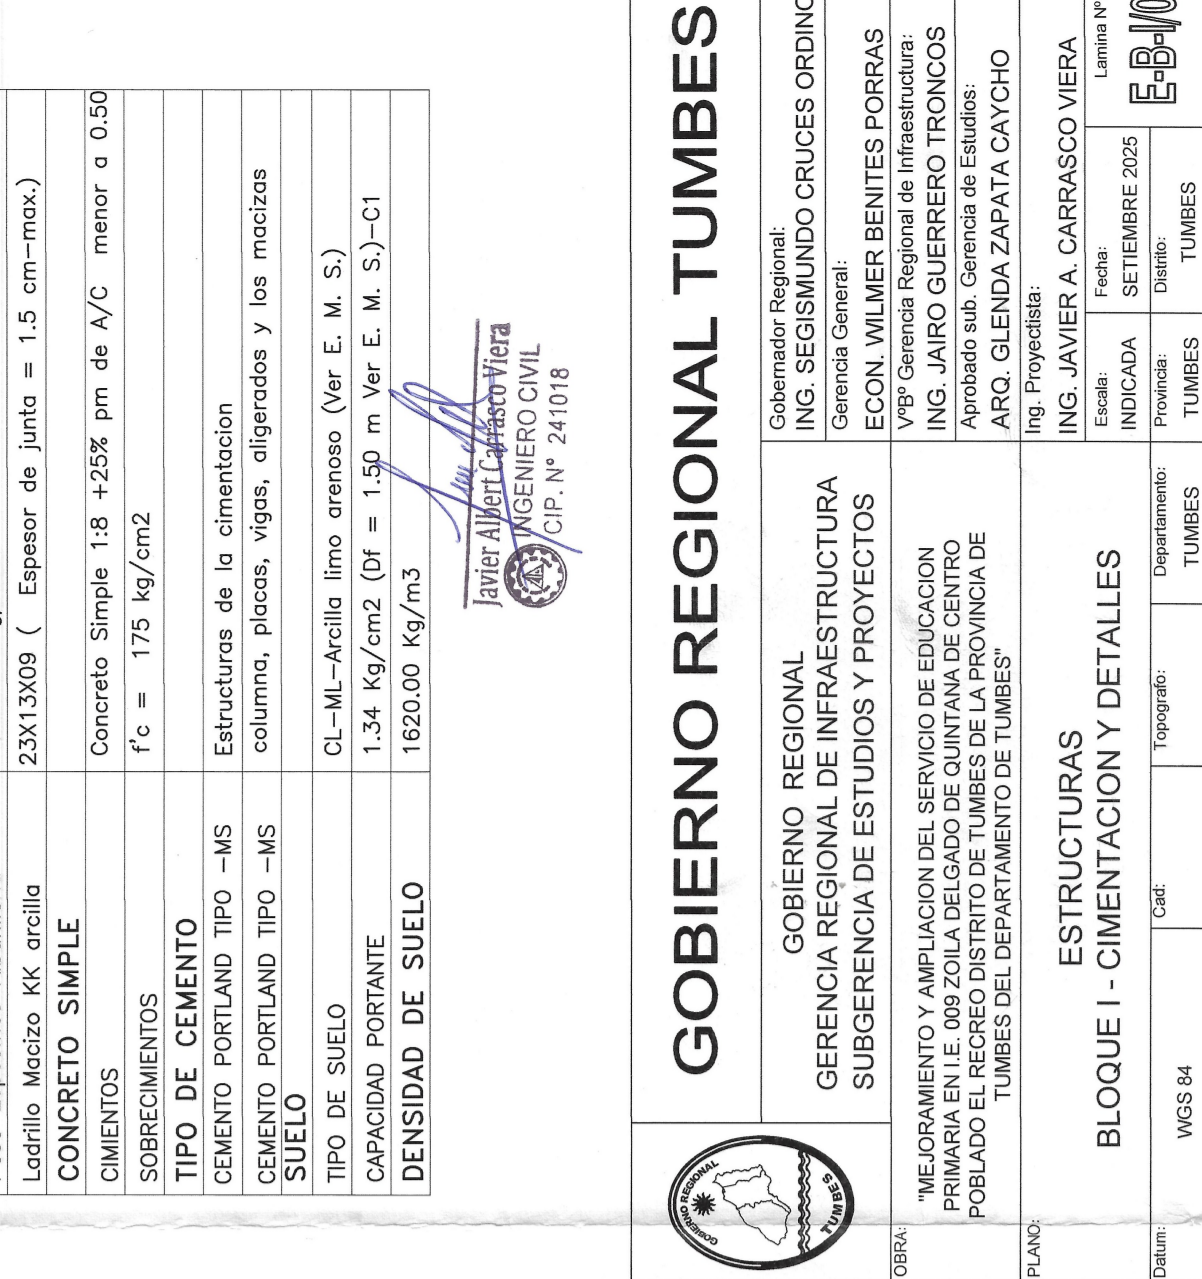 Ladrillo Macizo KK arcilla 23X13X09 ( Espesor de junta = 1.5 cm-max.)
CONCRETO SIMPLE
CIMIENTOS Concreto Simple 1:8 +25% pm de A/C menor a 0.50
SOBRECIMIENTOS f'c = 175 kg/cm2
TIPO DE CEMENTO
CEMENTO PORTLAND TIPO -MS Estructuras de la cimentacion
CEMENTO PORTLAND TIPO -MS columna, placas, vigas, aligerados y los macizas
SUELO
TIPO DE SUELO CL-ML-Arcilla limo arenoso (Ver E. M. S.)
CAPACIDAD PORTANTE 1.34 Kg/cm2 (Df = 1.50 m Ver E. M. S.)-C1
DENSIDAD DE SUELO 1620.00 Kg/m3
Javier Albert Carrasco Viera
INGENIERO CIVIL
CIP. N° 241018
GOBIERNO REGIONAL TUMBES
GOBIERNO REGIONAL
TUMBES
GOBIERNO REGIONAL
GERENCIA REGIONAL DE INFRAESTRUCTURA
SUBGERENCIA DE ESTUDIOS Y PROYECTOS
Gobernador Regional:
ING. SEGISMUNDO CRUCES ORDINO
Gerencia General:
ECON. WILMER BENITES PORRAS
OBRA:
"MEJORAMIENTO Y AMPLIACION DEL SERVICIO DE EDUCACION
PRIMARIA EN I.E. 009 ZOILA DELGADO DE QUINTANA DE CENTRO
POBLADO EL RECREO DISTRITO DE TUMBES DE LA PROVINCIA DE
TUMBES DEL DEPARTAMENTO DE TUMBES"
VºBº Gerencia Regional de Infraestructura:
ING. JAIRO GUERRERO TRONCOS
Aprobado sub. Gerencia de Estudios:
ARQ. GLENDA ZAPATA CAYCHO
PLANO:
ESTRUCTURAS
BLOQUE I - CIMENTACION Y DETALLES
Ing. Proyectista:
ING. JAVIER A. CARRASCO VIERA
Escala:
INDICADA
Fecha:
SETIEMBRE 2025
Lamina Nº
E-B-I/0
Datum:
WGS 84
Cad:
Topografo:
Departamento:
TUMBES
Provincia:
TUMBES
Distrito:
TUMBES